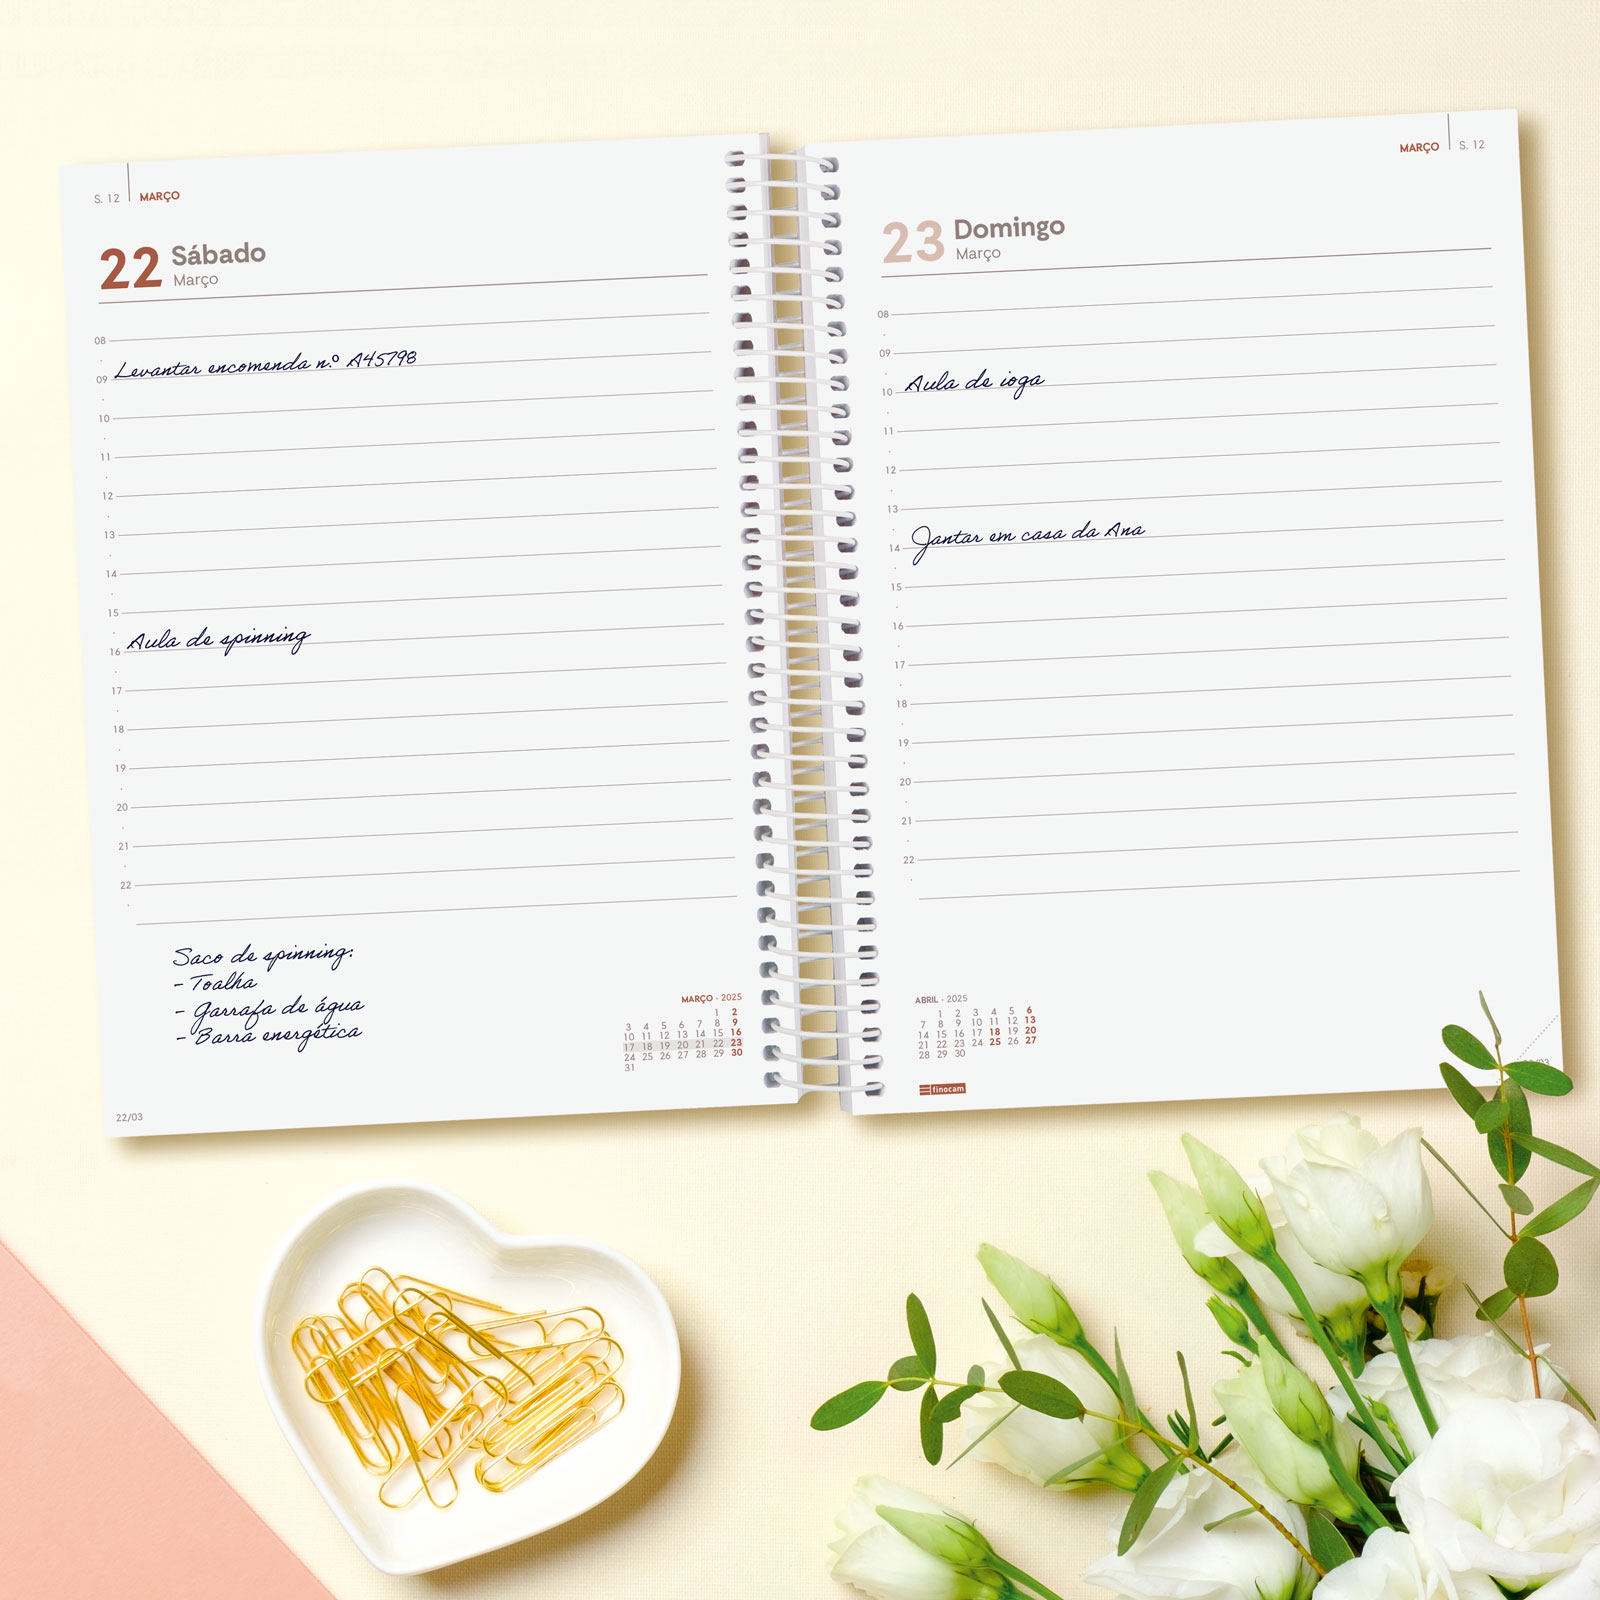 S. 12 MARÇO
22 Sábado
Março
08
Levantar encomenda n.º A45798
09
10
11
12
13
14
15
Aula de spinning
16
17
18
19
20
21
22
Saco de spinning:
- Toalha
- Garrafa de água
- Barra energética
MARÇO - 2025
1 2
3 4 5 6 7 8 9
10 11 12 13 14 15 16
17 18 19 20 21 22 23
24 25 26 27 28 29 30
31
22/03
MARÇO S. 12
23 Domingo
Março
08
09
Aula de ioga
10
11
12
13
Jantar em casa da Ana
14
15
16
17
18
19
20
21
22
ABRIL - 2025
1 2 3 4 5 6
7 8 9 10 11 12 13
14 15 16 17 18 19 20
21 22 23 24 25 26 27
28 29 30
finocam